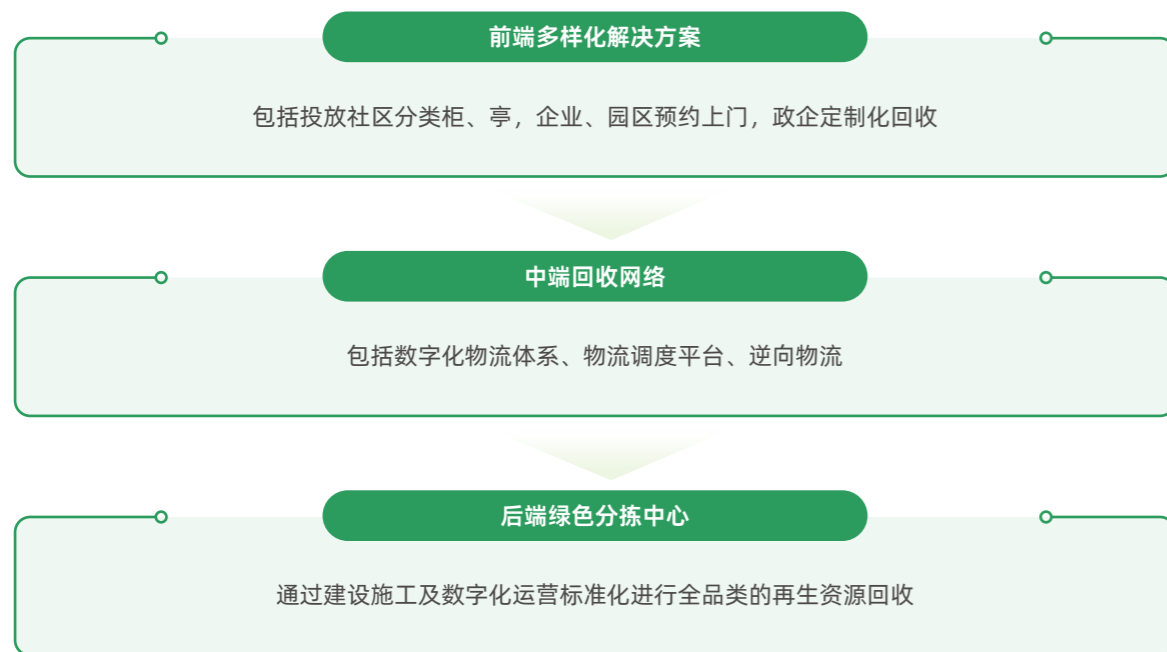 前端多样化解决方案
包括投放社区分类柜、亭，企业、园区预约上门，政企定制化回收
中端回收网络
包括数字化物流体系、物流调度平台、逆向物流
后端绿色分拣中心
通过建设施工及数字化运营标准化进行全品类的再生资源回收